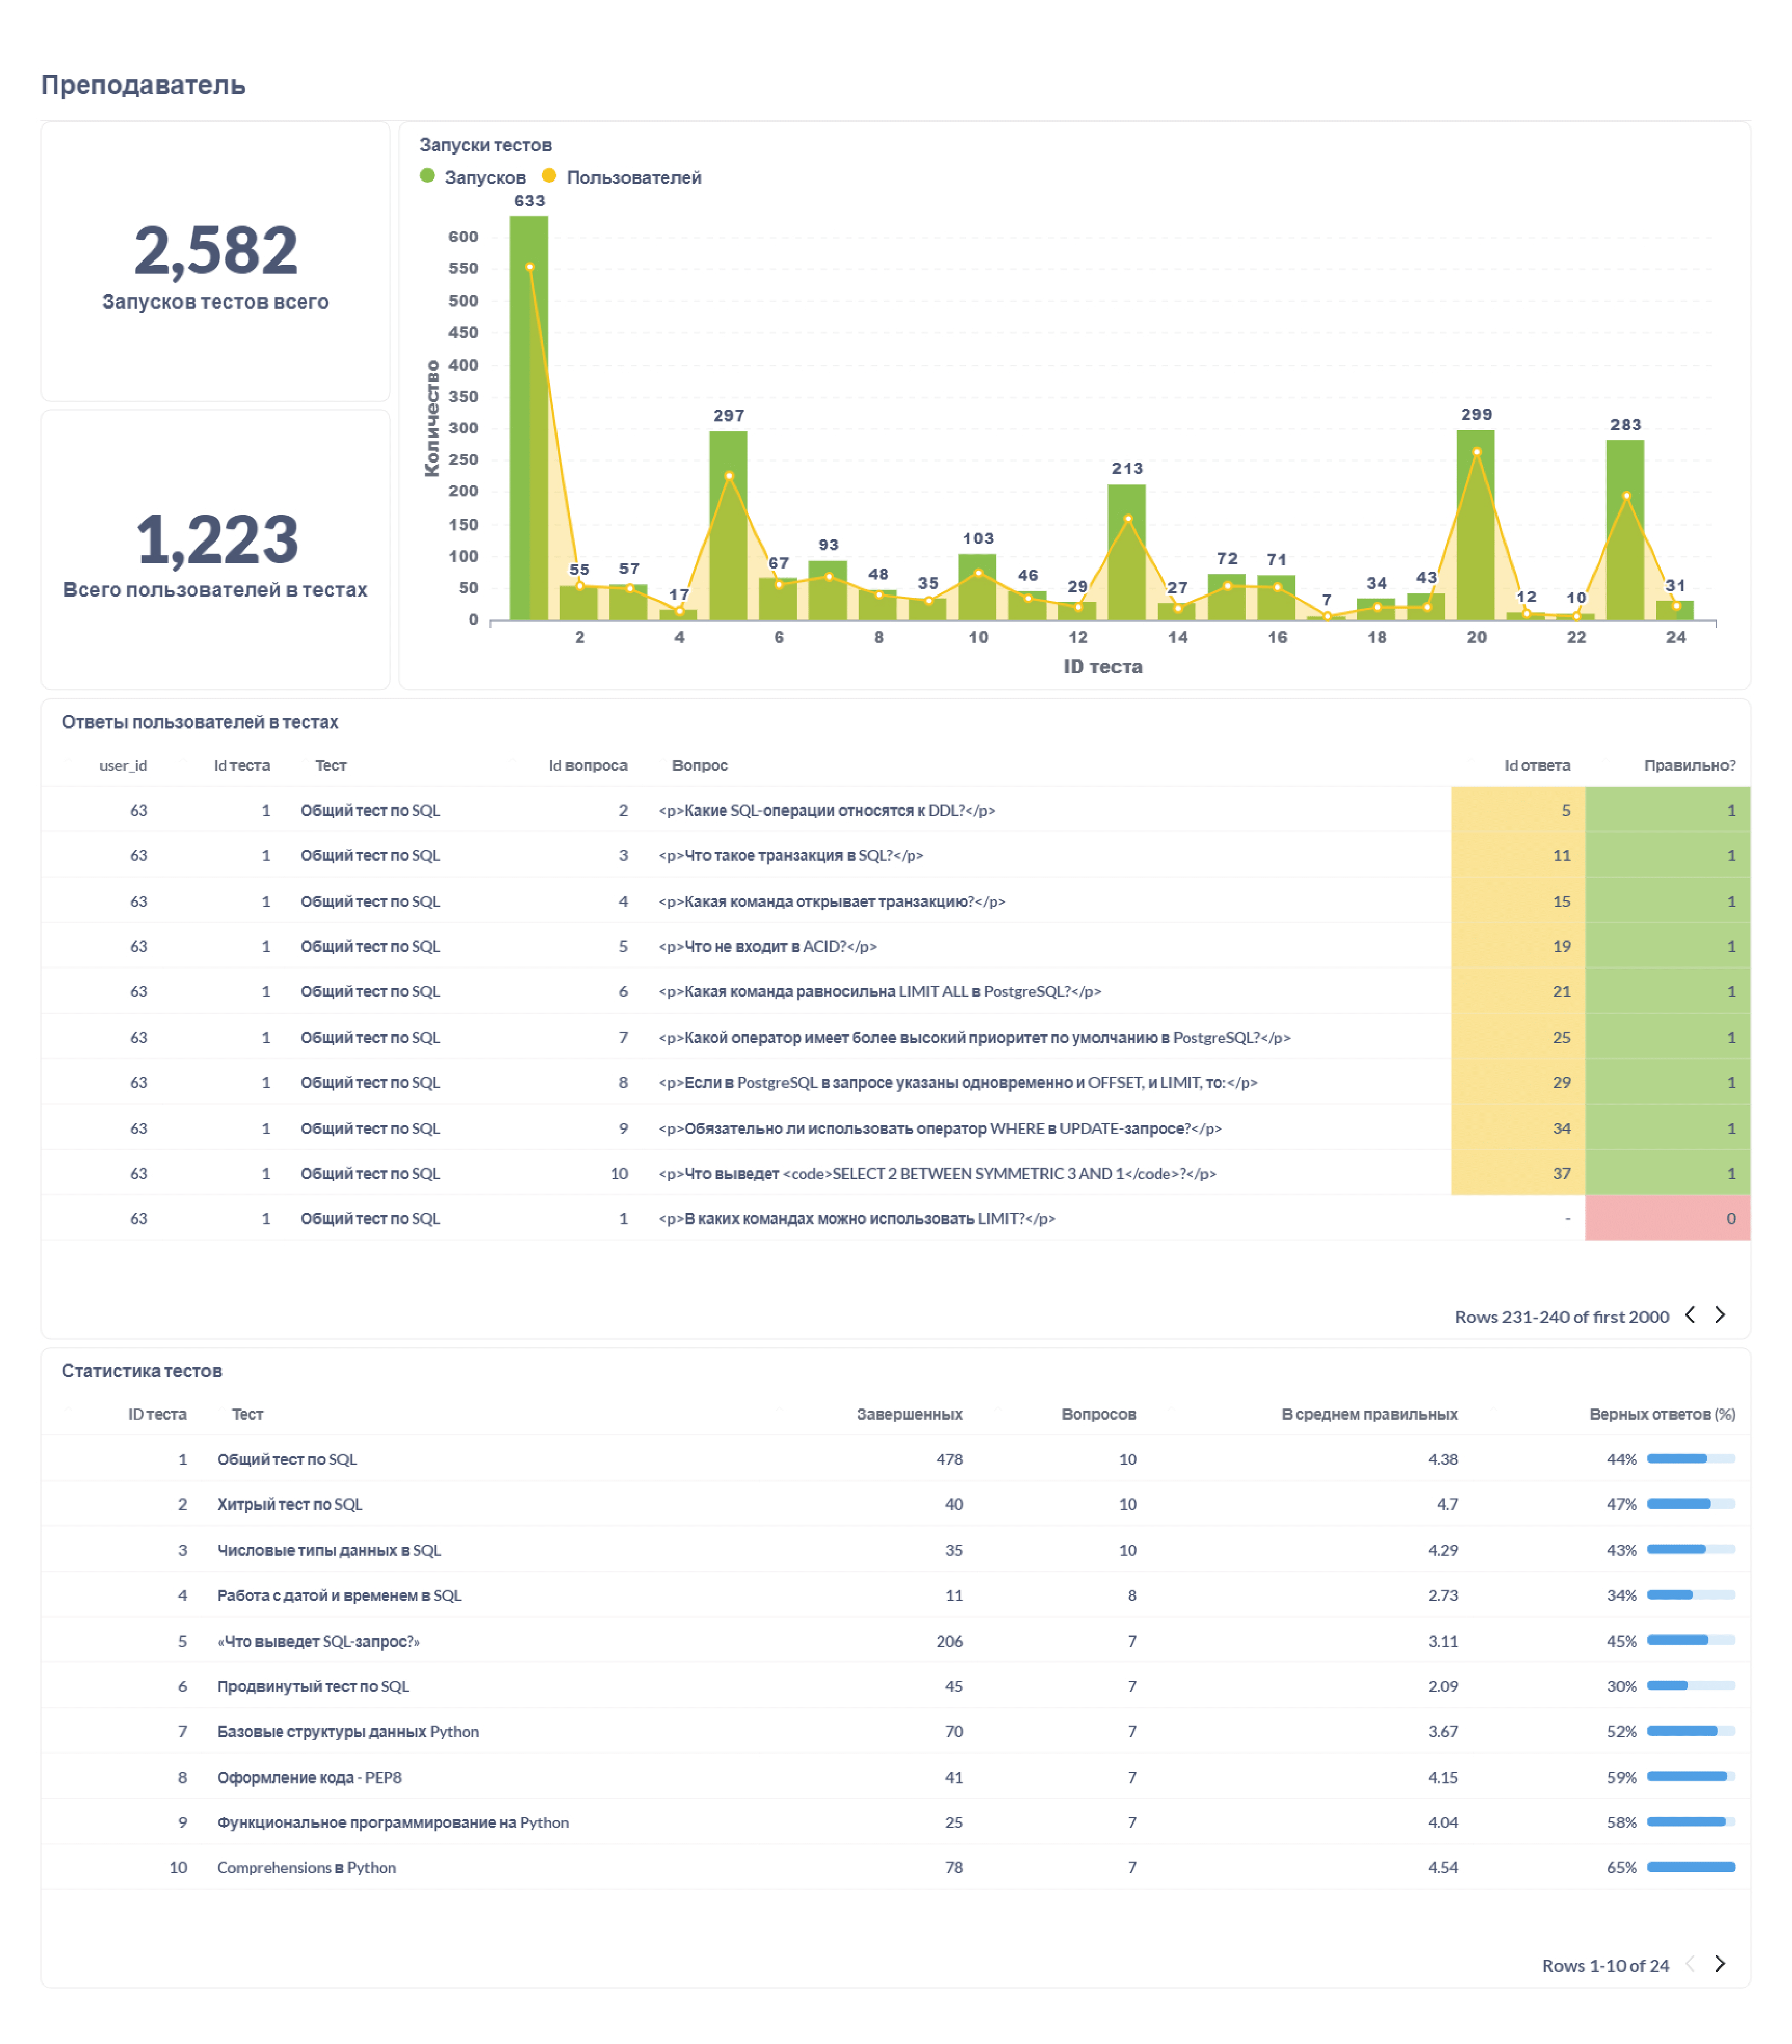 Преподаватель
2,582
Запусков тестов всего
1,223
Всего пользователей в тестах
Запуски тестов
Запусков Пользователей
633
600
550
500
450
400
350
300
250
200
150
100
50
0
Количество
55 57 17 297 67 93 48 35 103 46 29 213 27 72 71 7 34 43 299 12 10 283 31
2 4 6 8 10 12 14 16 18 20 22 24
ID теста
Ответы пользователей в тестах
user_id Id теста Тест Id вопроса Вопрос Id ответа Правильно?
63 1 Общий тест по SQL 2 <p>Какие SQL-операции относятся к DDL?</p> 5 1
63 1 Общий тест по SQL 3 <p>Что такое транзакция в SQL?</p> 11 1
63 1 Общий тест по SQL 4 <p>Какая команда открывает транзакцию?</p> 15 1
63 1 Общий тест по SQL 5 <p>Что не входит в ACID?</p> 19 1
63 1 Общий тест по SQL 6 <p>Какая команда равносильна LIMIT ALL в PostgreSQL?</p> 21 1
63 1 Общий тест по SQL 7 <p>Какой оператор имеет более высокий приоритет по умолчанию в PostgreSQL?</p> 25 1
63 1 Общий тест по SQL 8 <p>Если в PostgreSQL в запросе указаны одновременно и OFFSET, и LIMIT, то:</p> 29 1
63 1 Общий тест по SQL 9 <p>Обязательно ли использовать оператор WHERE в UPDATE-запросе?</p> 34 1
63 1 Общий тест по SQL 10 <p>Что выведет <code>SELECT 2 BETWEEN SYMMETRIC 3 AND 1</code>?</p> 37 1
63 1 Общий тест по SQL 1 <p>В каких командах можно использовать LIMIT?</p> - 0
Rows 231-240 of first 2000
Статистика тестов
ID теста Тест Завершенных Вопросов В среднем правильных Верных ответов (%)
1 Общий тест по SQL 478 10 4.38 44%
2 Хитрый тест по SQL 40 10 4.7 47%
3 Числовые типы данных в SQL 35 10 4.29 43%
4 Работа с датой и временем в SQL 11 8 2.73 34%
5 «Что выведет SQL-запрос?» 206 7 3.11 45%
6 Продвинутый тест по SQL 45 7 2.09 30%
7 Базовые структуры данных Python 70 7 3.67 52%
8 Оформление кода - PEP8 41 7 4.15 59%
9 Функциональное программирование на Python 25 7 4.04 58%
10 Comprehensions в Python 78 7 4.54 65%
Rows 1-10 of 24